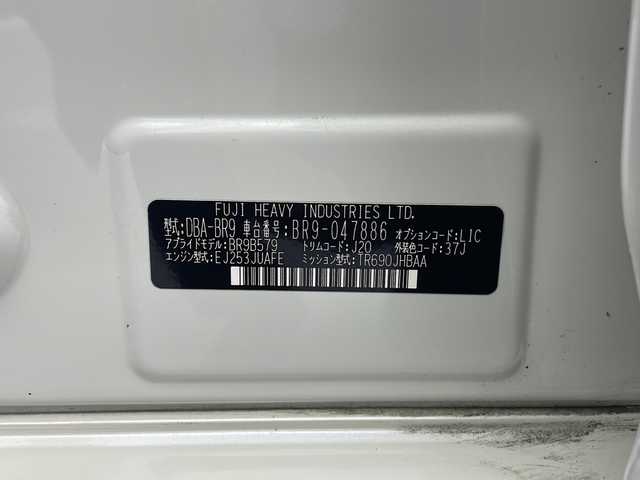 FUJI HEAVY INDUSTRIES LTD.
型式:DBA-BR9 車台番号:BR9-047886 オプションコード:L1C
アプライドモデル:BR9B579 トリムコード:J20 外装色コード:37J
エンジン型式:EJ253JUAFE ミッション型式:TR690JHBAA